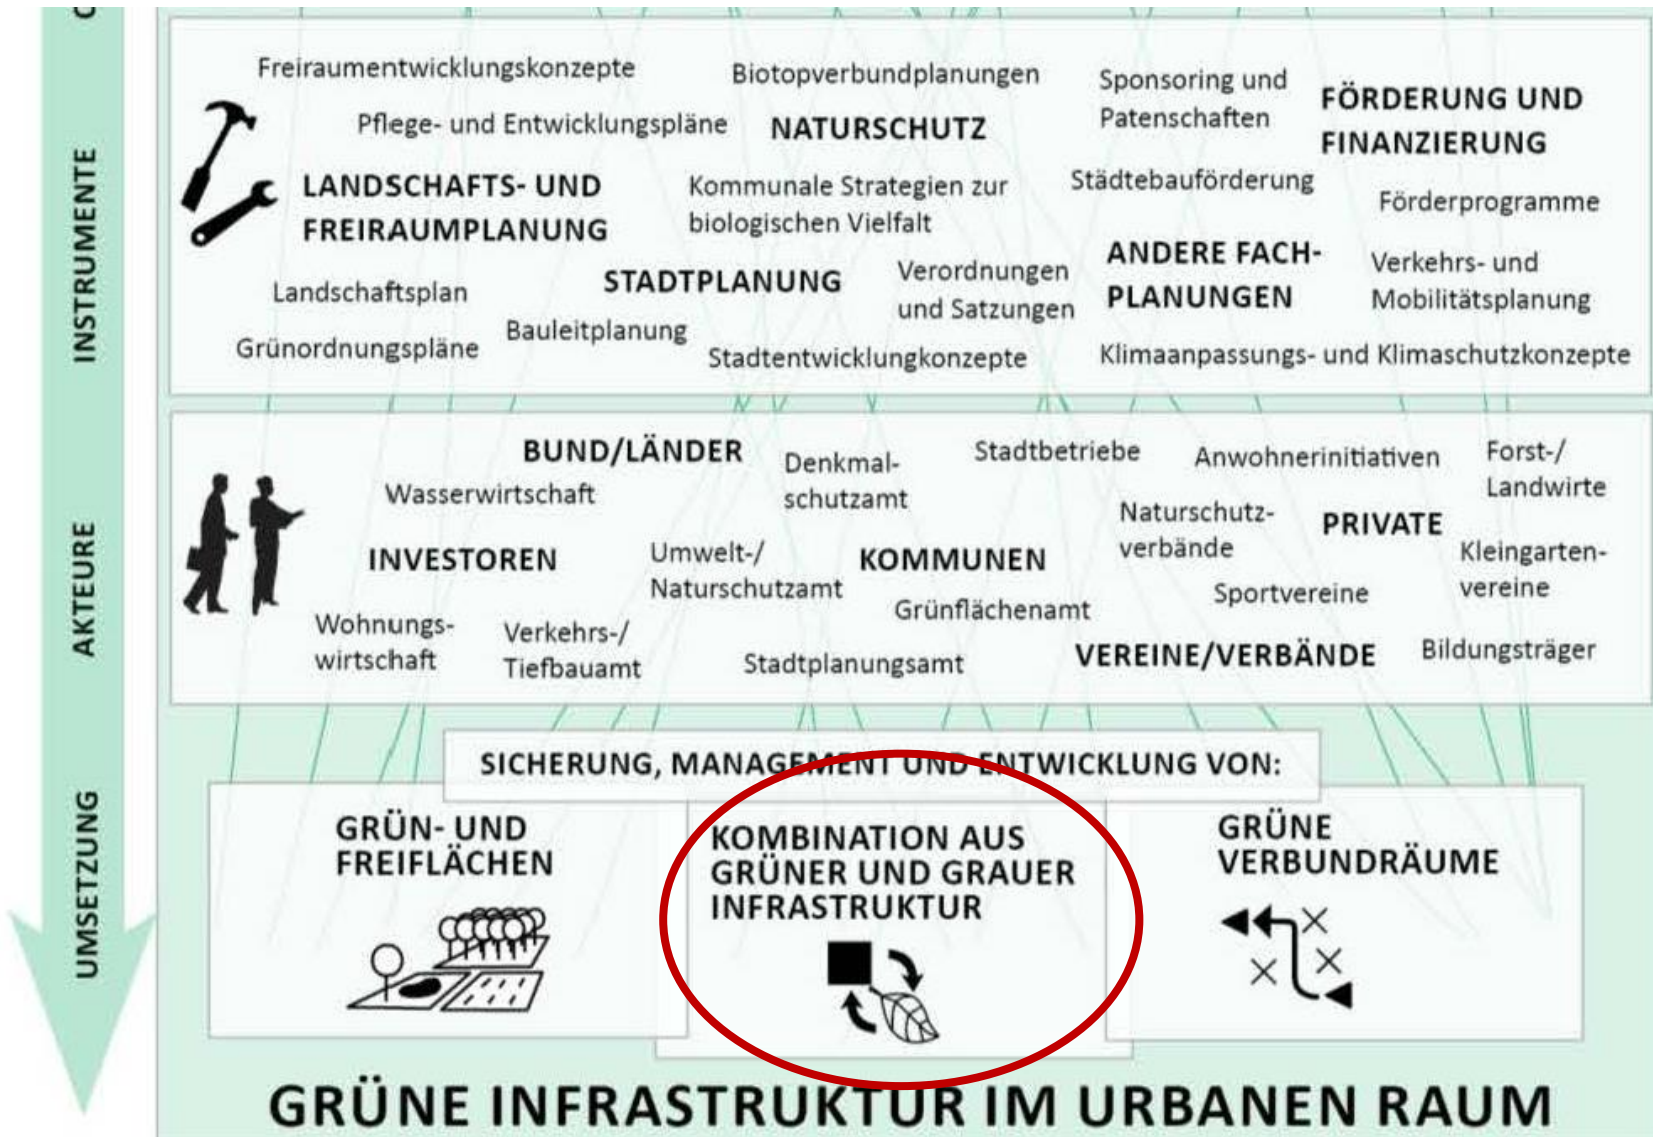 INSTRUMENTE
Freiraumentwicklungskonzepte
Biotopverbundplanungen
Sponsoring und
Patenschaften
FÖRDERUNG UND
FINANZIERUNG
Pflege- und Entwicklungspläne
NATURSCHUTZ
LANDSCHAFTS- UND
FREIRAUMPLANUNG
Kommunale Strategien zur
biologischen Vielfalt
Städtebauförderung
Förderprogramme
ANDERE FACH-
PLANUNGEN
Verkehrs- und
Mobilitätsplanung
STADTPLANUNG
Verordnungen
und Satzungen
Landschaftsplan
Bauleitplanung
Grünordnungspläne
Stadtentwicklungkonzepte
Klimaanpassungs- und Klimaschutzkonzepte
AKTEURE
BUND/LÄNDER
Denkmal-
schutzamt
Stadtbetriebe
Anwohnerinitiativen
Forst-/
Landwirte
Wasserwirtschaft
Naturschutz-
verbände
PRIVATE
INVESTOREN
Umwelt-/
Naturschutzamt
KOMMUNEN
Kleingarten-
vereine
Sportvereine
Grünflächenamt
Wohnungs-
wirtschaft
Verkehrs-/
Tiefbauamt
Stadtplanungsamt
VEREINE/VERBÄNDE
Bildungsträger
UMSETZUNG
SICHERUNG, MANAGEMENT UND ENTWICKLUNG VON:
GRÜN- UND
FREIFLÄCHEN
KOMBINATION AUS
GRÜNER UND GRAUER
INFRASTRUKTUR
GRÜNE
VERBUNDRÄUME
GRÜNE INFRASTRUKTUR IM URBANEN RAUM